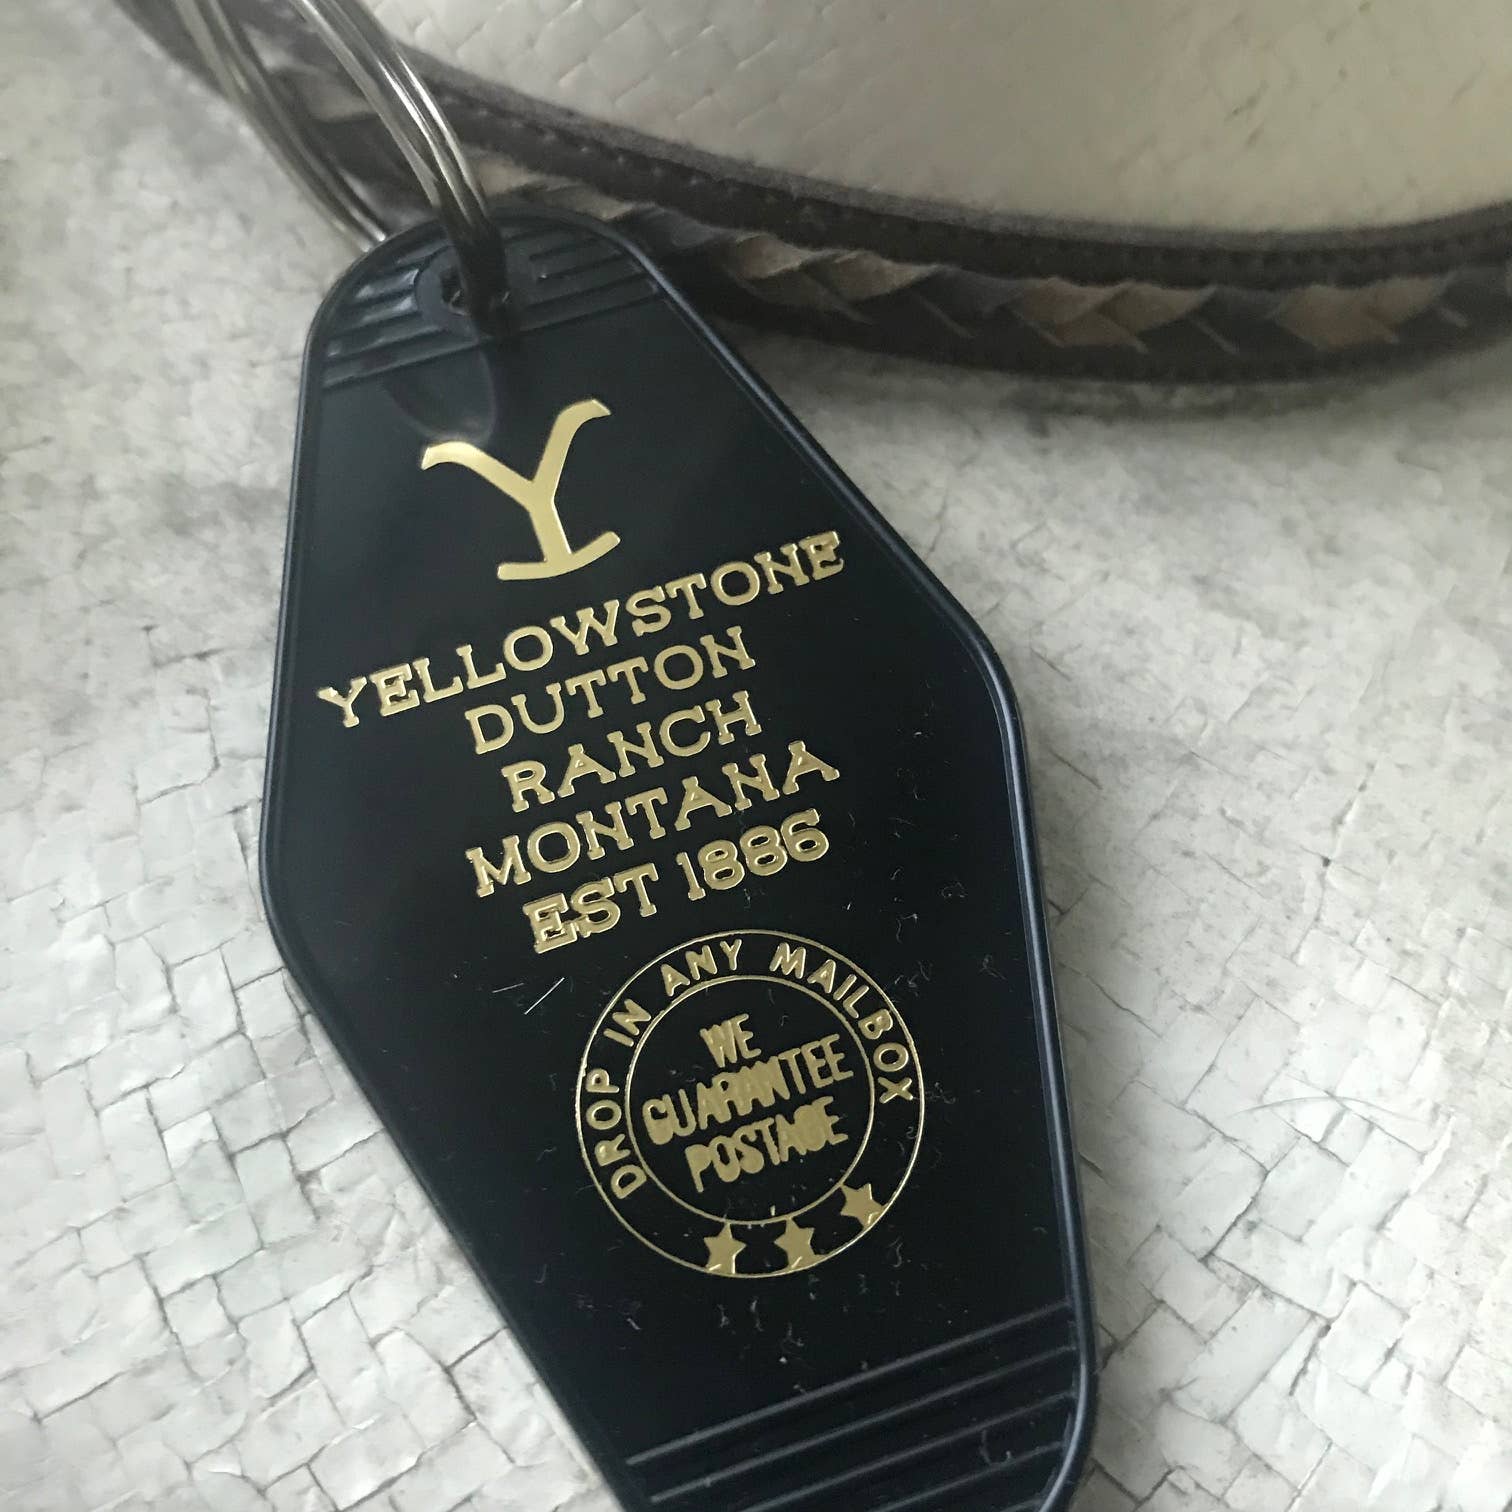 Y
YELLOWSTONE
DUTTON
RANCH
MONTANA
EST 1886
DROP IN ANY MAILBOX
WE
GUARANTEE
POSTAGE